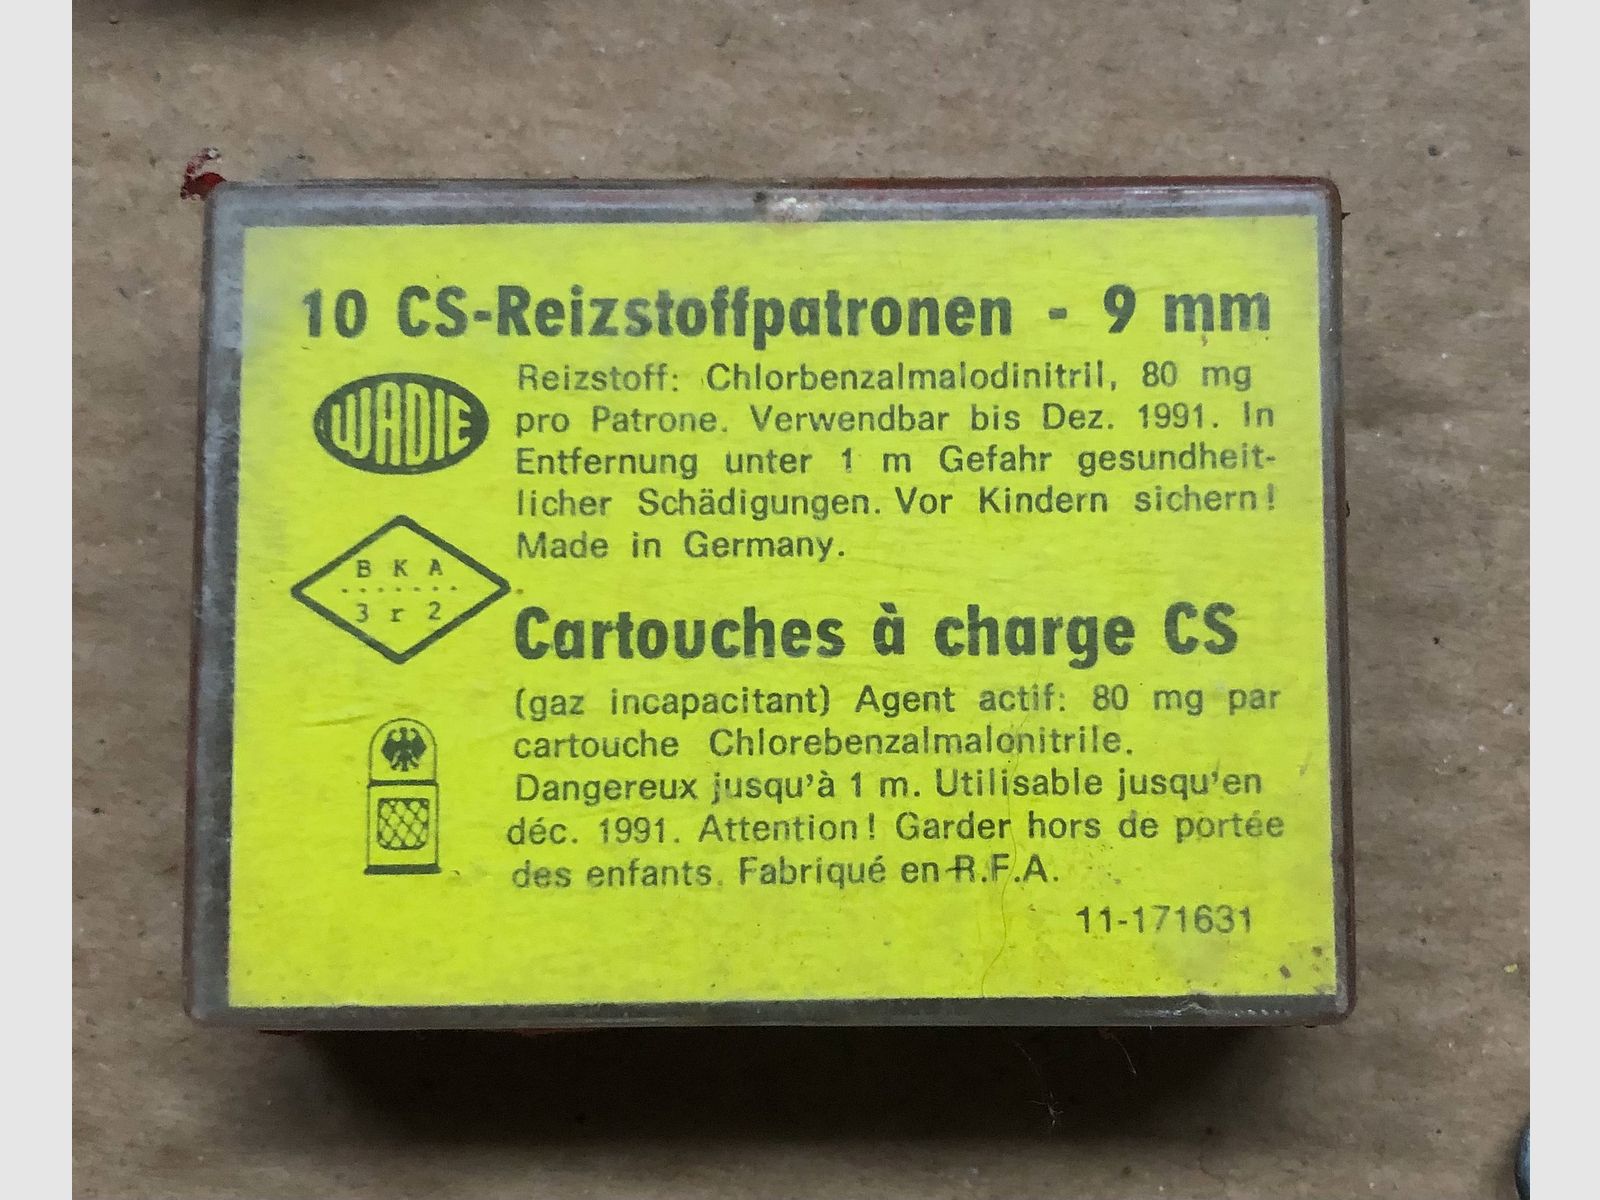 10 CS-Reizstoffpatronen - 9 mm
WADIE
Reizstoff: Chlorbenzalmalodinitril, 80 mg
pro Patrone. Verwendbar bis Dez. 1991. In
Entfernung unter 1 m Gefahr gesundheit-
licher Schädigungen. Vor Kindern sichern!
Made in Germany.
B K A
3 r 2
Cartouches à charge CS
(gaz incapacitant) Agent actif: 80 mg par
cartouche Chlorebenzalmalonitrile.
Dangereux jusqu'à 1 m. Utilisable jusqu'en
déc. 1991. Attention! Garder hors de portée
des enfants. Fabriqué en R.F.A.
11-171631